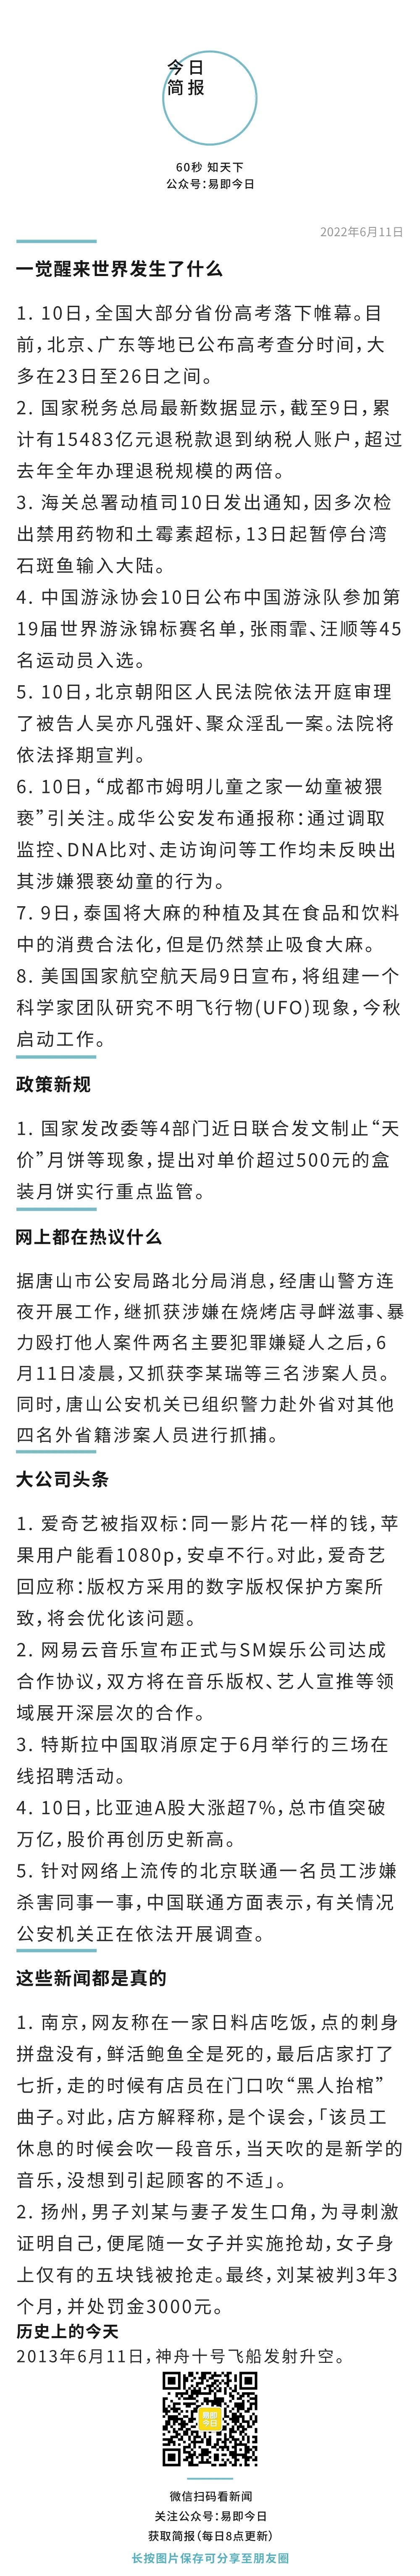 今日
简报
60秒 知天下
公众号:易即今日
2022年6月11日
一觉醒来世界发生了什么
1. 10日,全国大部分省份高考落下帷幕。目
前,北京、广东等地已公布高考查分时间,大
多在23日至26日之间。
2. 国家税务总局最新数据显示,截至9日,累
计有15483亿元退税款退到纳税人账户,超过
去年全年办理退税规模的两倍。
3. 海关总署动植司10日发出通知,因多次检
出禁用药物和土霉素超标,13日起暂停台湾
石斑鱼输入大陆。
4. 中国游泳协会10日公布中国游泳队参加第
19届世界游泳锦标赛名单,张雨霏、汪顺等45
名运动员入选。
5. 10日,北京朝阳区人民法院依法开庭审理
了被告人吴亦凡强奸、聚众淫乱一案。法院将
依法择期宣判。
6. 10日,“成都市姆明儿童之家一幼童被猥
亵”引关注。成华公安发布通报称:通过调取
监控、DNA比对、走访询问等工作均未反映出
其涉嫌猥亵幼童的行为。
7. 9日,泰国将大麻的种植及其在食品和饮料
中的消费合法化,但是仍然禁止吸食大麻。
8. 美国国家航空航天局9日宣布,将组建一个
科学家团队研究不明飞行物(UFO)现象,今秋
启动工作。
政策新规
1. 国家发改委等4部门近日联合发文制止“天
价”月饼等现象,提出对单价超过500元的盒
装月饼实行重点监管。
网上都在热议什么
据唐山市公安局路北分局消息,经唐山警方连
夜开展工作,继抓获涉嫌在烧烤店寻衅滋事、暴
力殴打他人案件两名主要犯罪嫌疑人之后,6
月11日凌晨,又抓获李某瑞等三名涉案人员。
同时,唐山公安机关已组织警力赴外省对其他
四名外省籍涉案人员进行抓捕。
大公司头条
1. 爱奇艺被指双标:同一影片花一样的钱,苹
果用户能看1080p,安卓不行。对此,爱奇艺
回应称:版权方采用的数字版权保护方案所
致,将会优化该问题。
2. 网易云音乐宣布正式与SM娱乐公司达成
合作协议,双方将在音乐版权、艺人宣推等领
域展开深层次的合作。
3. 特斯拉中国取消原定于6月举行的三场在
线招聘活动。
4. 10日,比亚迪A股大涨超7%,总市值突破
万亿,股价再创历史新高。
5. 针对网络上流传的北京联通一名员工涉嫌
杀害同事一事,中国联通方面表示,有关情况
公安机关正在依法开展调查。
这些新闻都是真的
1. 南京,网友称在一家日料店吃饭,点的刺身
拼盘没有,鲜活鲍鱼全是死的,最后店家打了
七折,走的时候有店员在门口吹“黑人抬棺”
曲子。对此,店方解释称,是个误会,「该员工
休息的时候会吹一段音乐,当天吹的是新学的
音乐,没想到引起顾客的不适」。
2. 扬州,男子刘某与妻子发生口角,为寻刺激
证明自己,便尾随一女子并实施抢劫,女子身
上仅有的五块钱被抢走。最终,刘某被判3年3
个月,并处罚金3000元。
历史上的今天
2013年6月11日,神舟十号飞船发射升空。
易即
今日
微信扫码看新闻
关注公众号:易即今日
获取简报(每日8点更新)
长按图片保存可分享至朋友圈